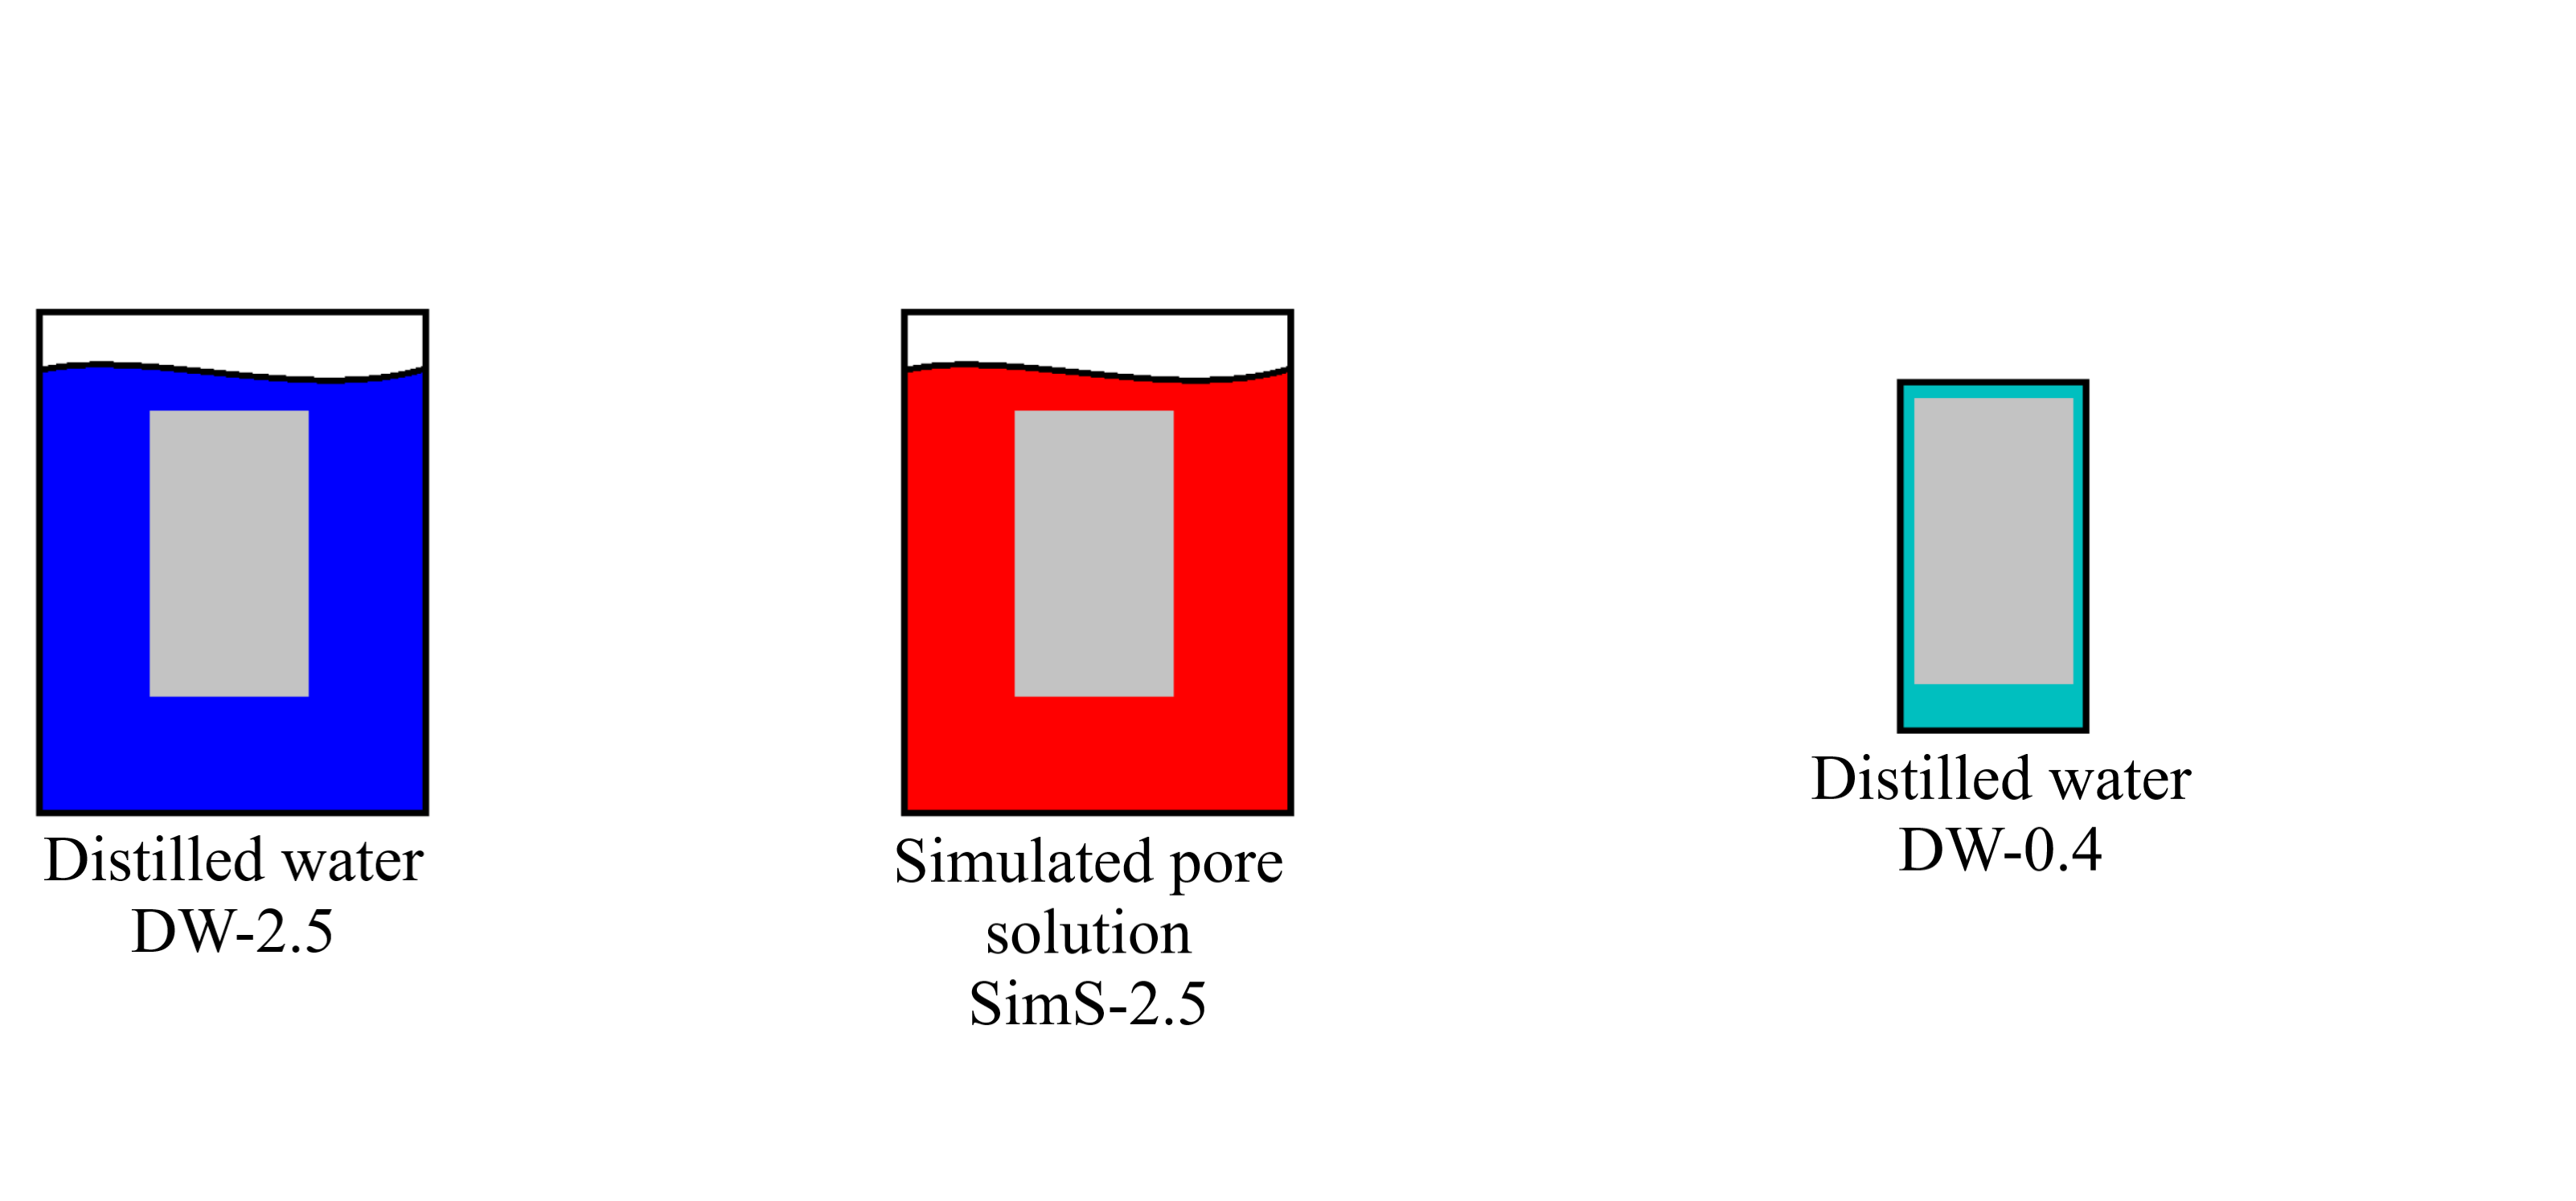 Distilled water
DW-2.5
Simulated pore
solution
SimS-2.5
Distilled water
DW-0.4